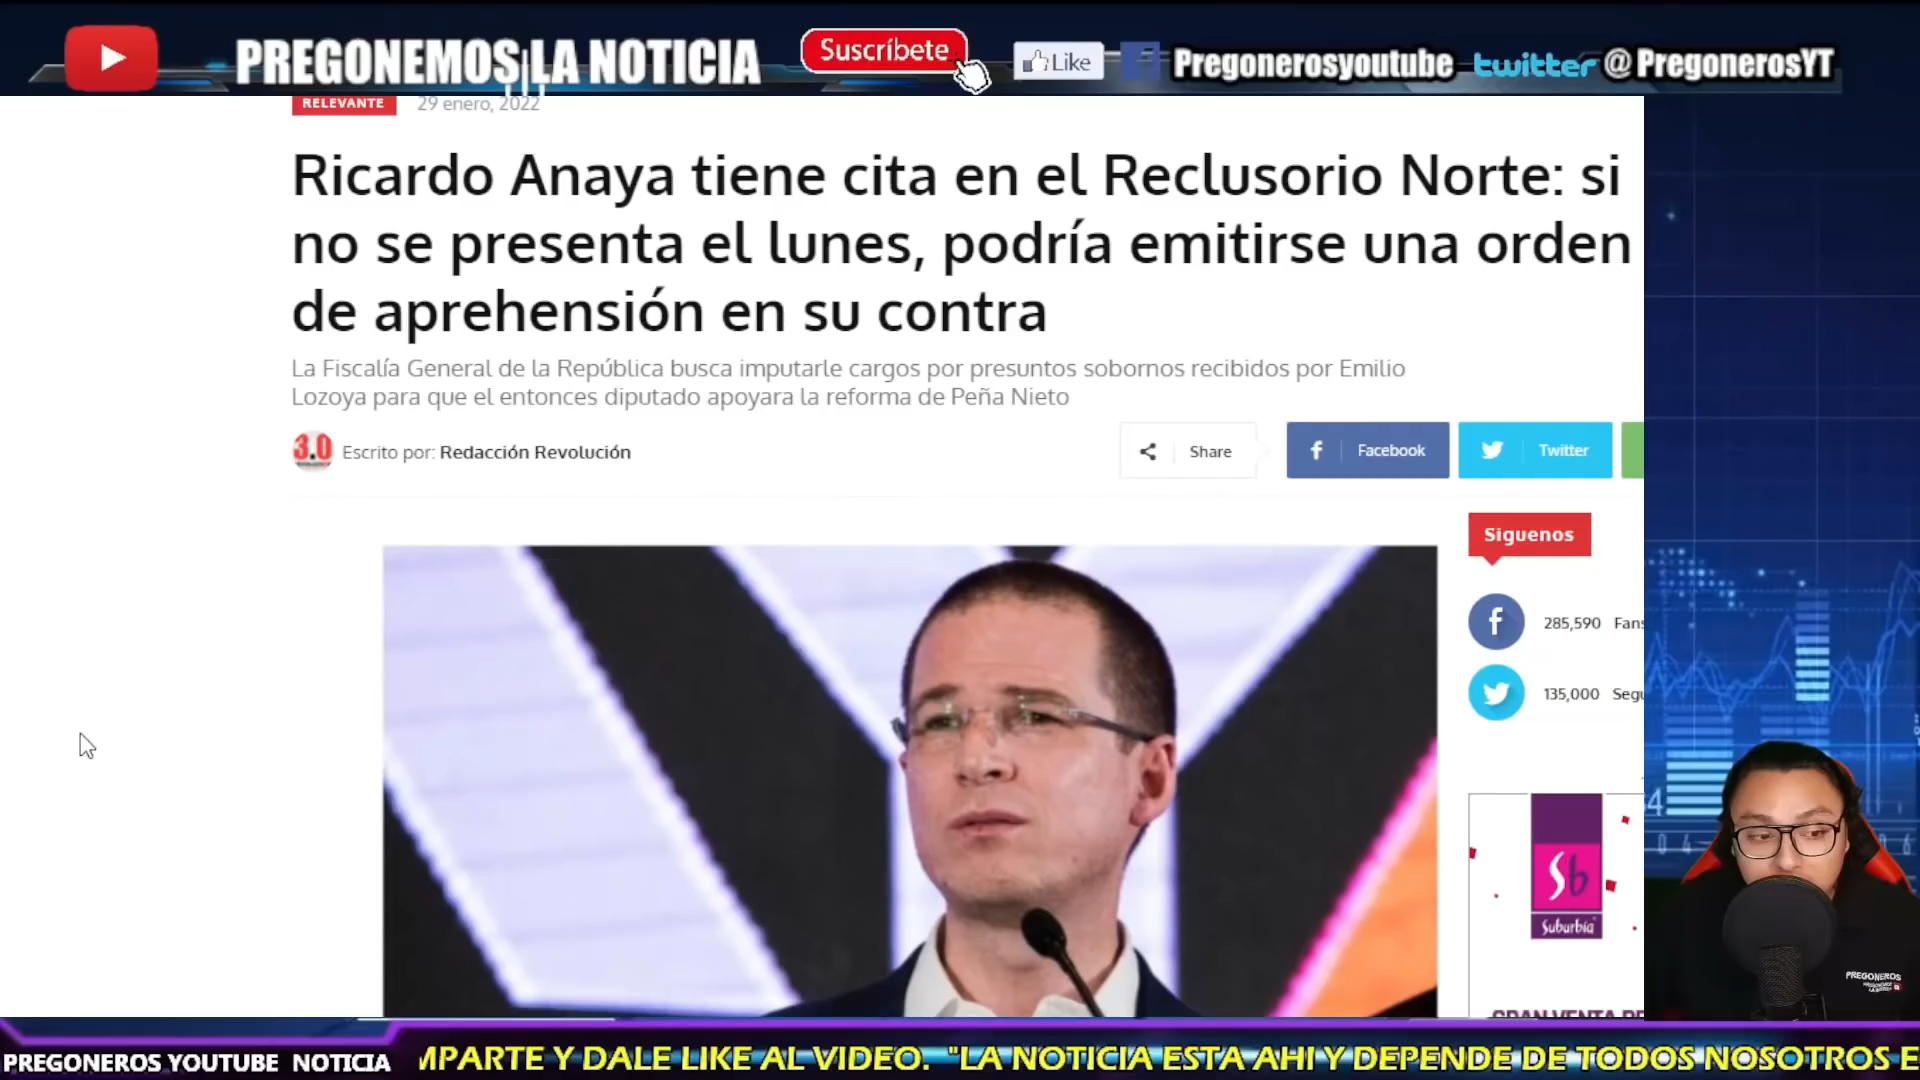 PREGONEMOS LA NOTICIA
Suscríbete
Like
Pregonerosyoutube
twitter @PregonerosYT
RELEVANTE 29 enero, 2022
Ricardo Anaya tiene cita en el Reclusorio Norte: si
no se presenta el lunes, podría emitirse una orden
de aprehensión en su contra
La Fiscalía General de la República busca imputarle cargos por presuntos sobornos recibidos por Emilio
Lozoya para que el entonces diputado apoyara la reforma de Peña Nieto
3.0
Escrito por: Redacción Revolución
Share
Facebook
Twitter
Siguenos
285,590 Fans
135,000 Segu
Sb
Suburbia
PREGONEROS
PREGONEROS YOUTUBE NOTICIA
MPARTE Y DALE LIKE AL VIDEO. "LA NOTICIA ESTA AHI Y DEPENDE DE TODOS NOSOTROS E